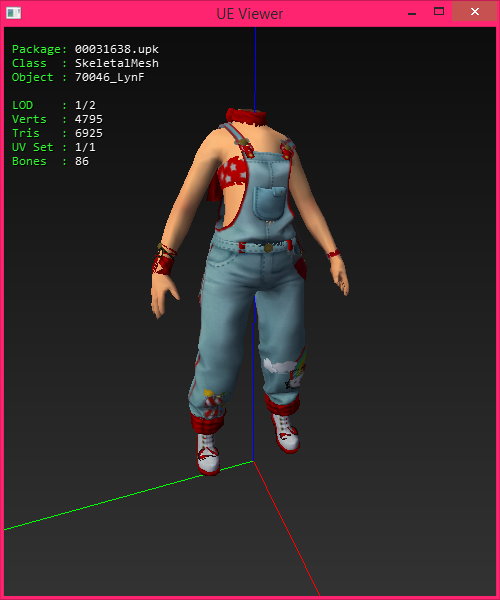 UE Viewer
Package: 00031638.upk
Class  : SkeletalMesh
Object : 70046_LynF
LOD    : 1/2
Verts  : 4795
Tris   : 6925
UV Set : 1/1
Bones  : 86